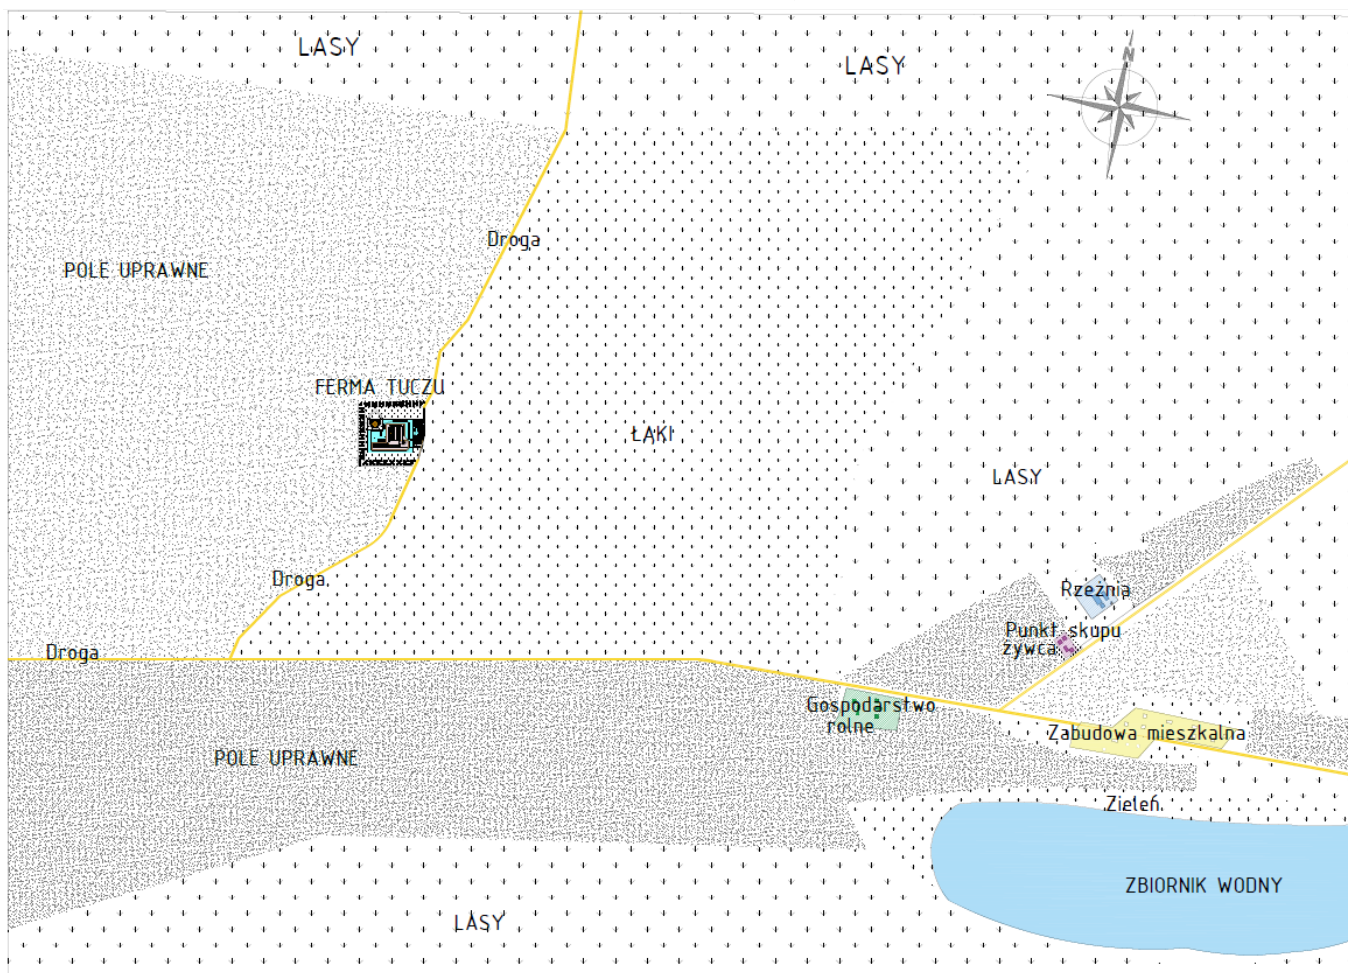 LASY
LASY
N
Droga
POLE UPRAWNE
FERMA TUCZU
ŁĄKI
LASY
Droga
Rzeźnia
Punkt skupu
żywca
Droga
Gospodarstwo
rolne
Zabudowa mieszkalna
POLE UPRAWNE
Zieleń
ZBIORNIK WODNY
LASY